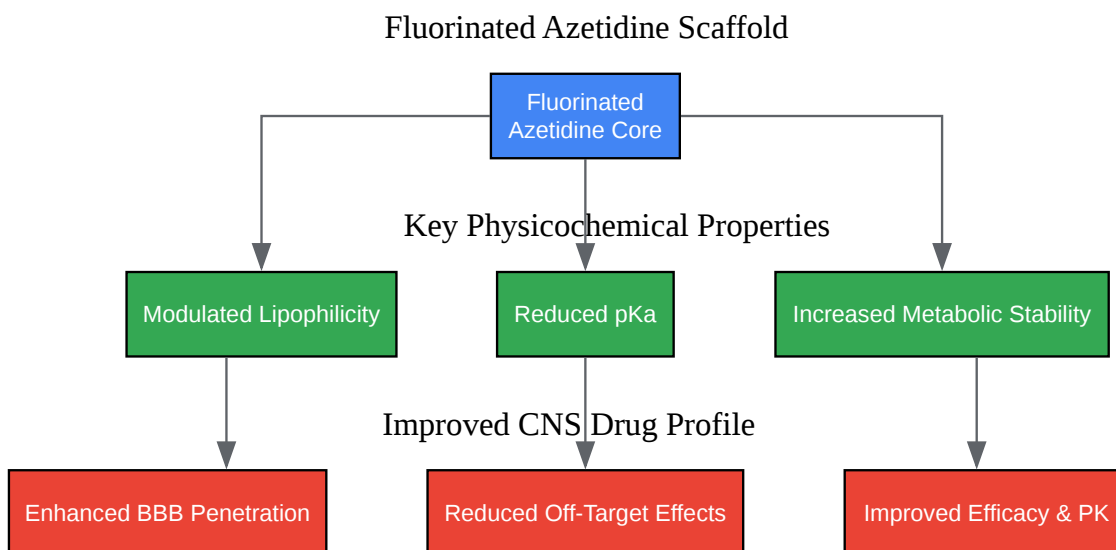 Fluorinated Azetidine Scaffold
Fluorinated
Azetidine Core
Key Physicochemical Properties
Modulated Lipophilicity
Reduced pKa
Increased Metabolic Stability
Improved CNS Drug Profile
Enhanced BBB Penetration
Reduced Off-Target Effects
Improved Efficacy & PK